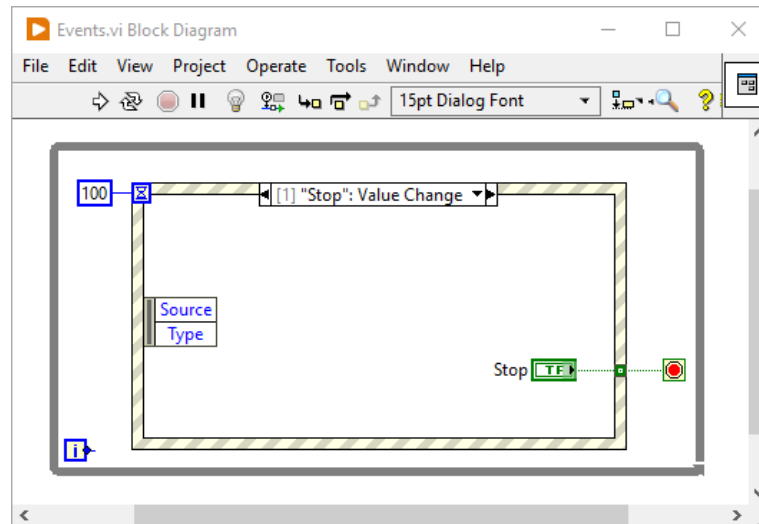 Events.vi Block Diagram
File Edit View Project Operate Tools Window Help
15pt Dialog Font
100
[1] "Stop": Value Change
Source
Type
Stop TF
i